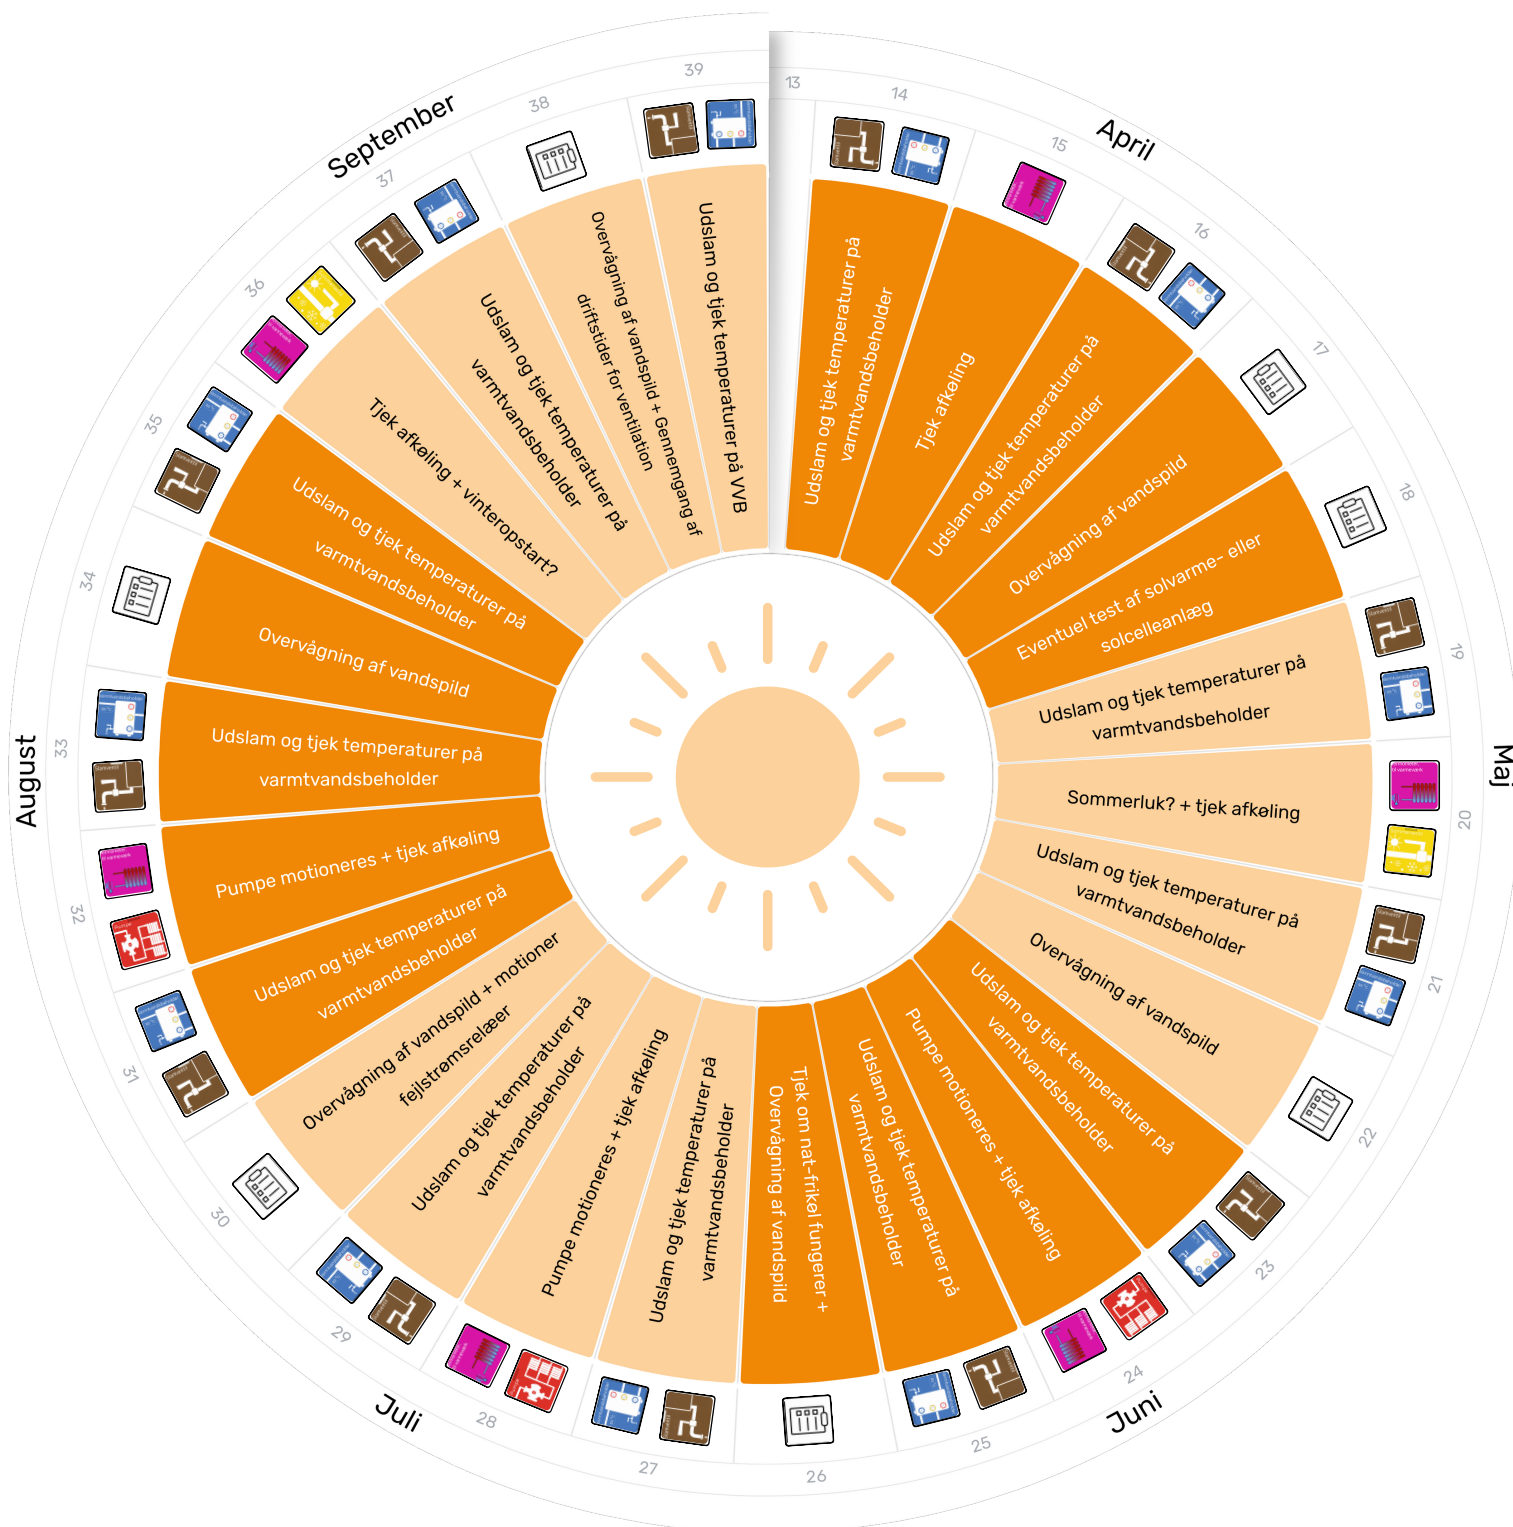 13
14
April
Udslam og tjek temperaturer på
varmtvandsbeholder
15
Tjek afkøling
16
Udslam og tjek temperaturer på
varmtvandsbeholder
17
Overvågning af vandspild
18
Eventuel test af solvarme- eller
solcelleanlæg
Maj
19
Udslam og tjek temperaturer på
varmtvandsbeholder
20
Sommerluk? + tjek afkøling
21
Udslam og tjek temperaturer på
varmtvandsbeholder
22
Overvågning af vandspild
Juni
23
Udslam og tjek temperaturer på
varmtvandsbeholder
24
Pumpe motioneres + tjek afkøling
25
Udslam og tjek temperaturer på
varmtvandsbeholder
26
Tjek om nat-frikøl fungerer +
Overvågning af vandspild
Juli
27
Udslam og tjek temperaturer på
varmtvandsbeholder
28
Pumpe motioneres + tjek afkøling
29
Udslam og tjek temperaturer på
varmtvandsbeholder
30
Overvågning af vandspild + motioner
fejlstrømsrelæer
August
31
Udslam og tjek temperaturer på
varmtvandsbeholder
32
Pumpe motioneres + tjek afkøling
33
Udslam og tjek temperaturer på
varmtvandsbeholder
34
Overvågning af vandspild
35
Udslam og tjek temperaturer på
varmtvandsbeholder
September
36
Tjek afkøling + vinteropstart?
37
Udslam og tjek temperaturer på
varmtvandsbeholder
38
Overvågning af vandspild + Gennemgang af
driftstider for ventilation
39
Udslam og tjek temperaturer på VVB